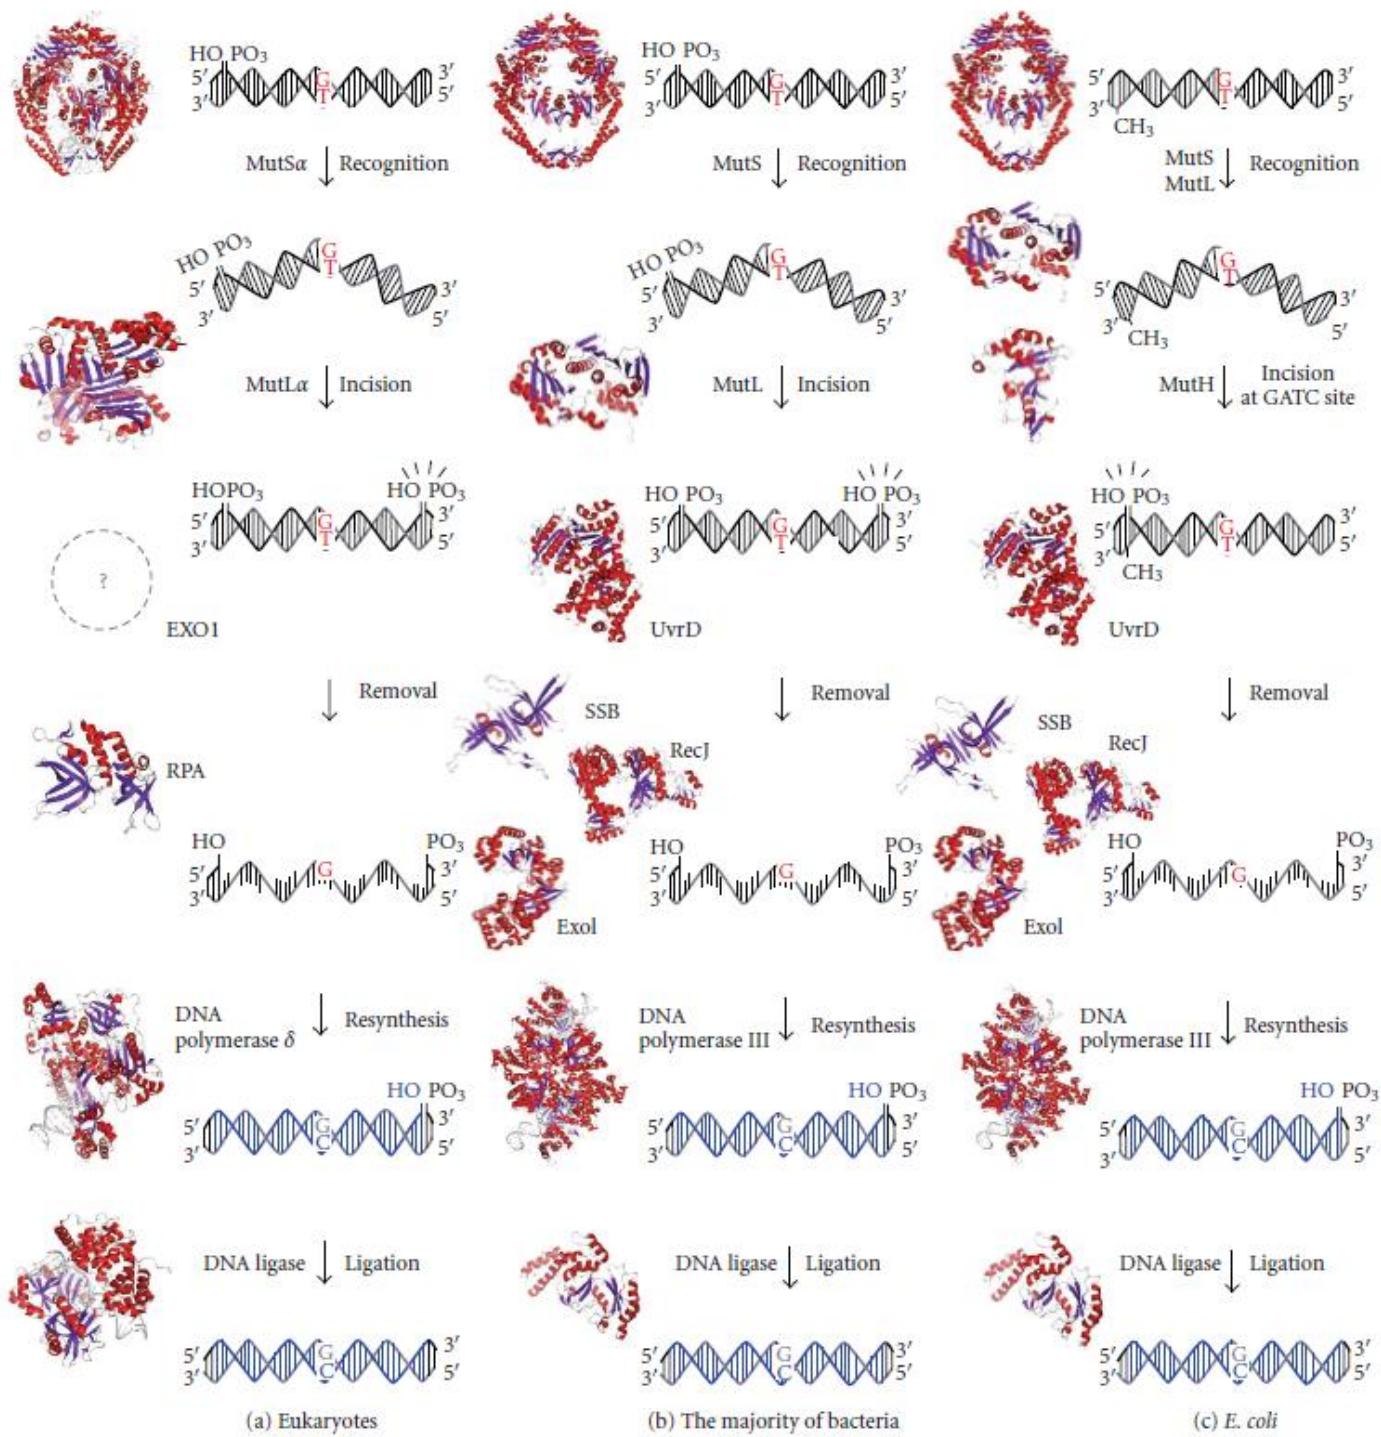 HO PO3
5′ 3′
G
T
3′ 5′
MutSα Recognition
HO PO3
5′ G
T
3′ 3′
5′
MutLα Incision
HOPO3 HO PO3
5′ G 3′
3′ T 5′
?
EXO1
Removal
RPA
HO PO3
5′ G 3′
3′ 5′
DNA
polymerase δ
Resynthesis
HO PO3
5′ G 3′
3′ C 5′
DNA ligase Ligation
5′ G 3′
3′ C 5′
(a) Eukaryotes
HO PO3
5′ G 3′
3′ T 5′
MutS Recognition
HO PO3
5′ G
T
3′ 3′
5′
MutL Incision
HO PO3 HO PO3
5′ G 3′
3′ T 5′
UvrD
Removal
SSB
RecJ
HO PO3
5′ G 3′
3′ 5′
ExoI
DNA
polymerase III
Resynthesis
HO PO3
5′ G 3′
3′ C 5′
DNA ligase Ligation
5′ G 3′
3′ C 5′
(b) The majority of bacteria
5′ G 3′
3′ T 5′
CH3
MutS
MutL
Recognition
5′ G
T
3′ 3′
CH3 5′
MutH
Incision
at GATC site
HO PO3
5′ G 3′
3′ T 5′
CH3
UvrD
Removal
SSB
RecJ
HO PO3
5′ G 3′
3′ 5′
ExoI
DNA
polymerase III
Resynthesis
HO PO3
5′ G 3′
3′ C 5′
DNA ligase Ligation
5′ G 3′
3′ C 5′
(c) E. coli